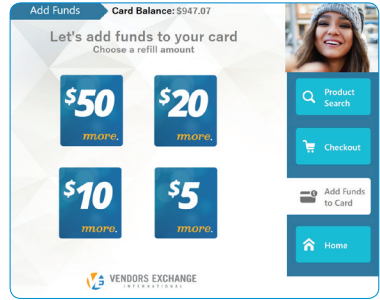 Add Funds
Card Balance: $947.07
Let's add funds to your card
Choose a refill amount
$50
more.
$20
more.
$10
more.
$5
more.
VENDORS EXCHANGE
INTERNATIONAL
Product
Search
Checkout
Add Funds
to Card
Home